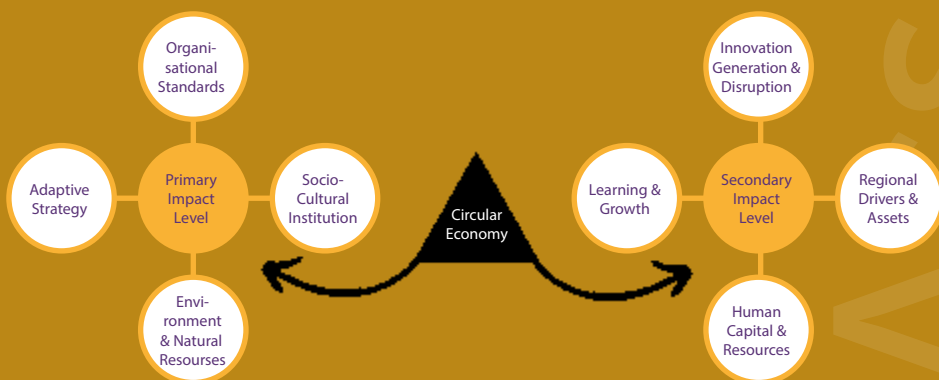 Organi-
sational
Standards
Adaptive
Strategy
Primary
Impact
Level
Socio-
Cultural
Institution
Envi-
ronment
& Natural
Resourses
Circular
Economy
Innovation
Generation &
Disruption
Learning &
Growth
Secondary
Impact
Level
Regional
Drivers &
Assets
Human
Capital &
Resources